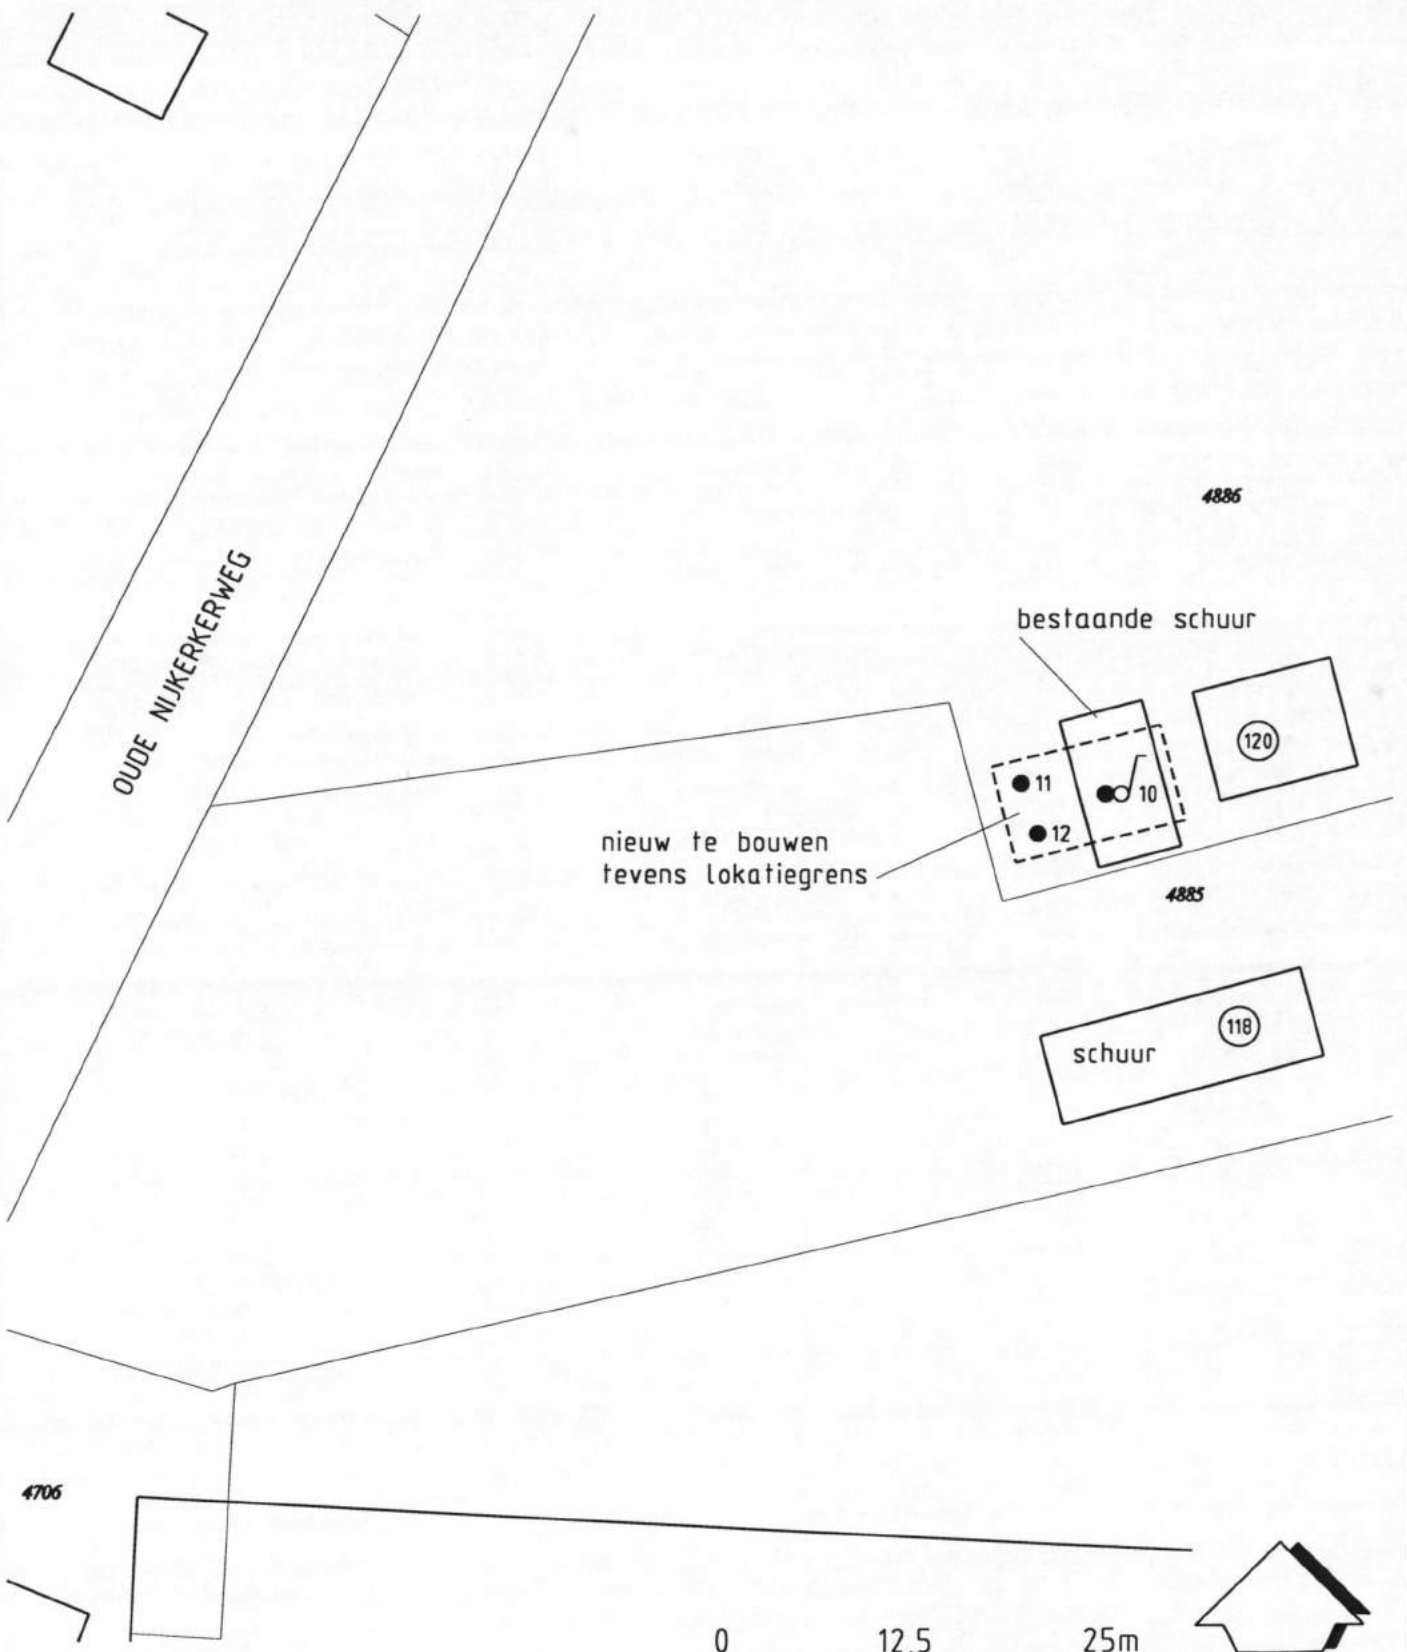 4886
OUDE NIJKERKERWEG
bestaande schuur
120
11
10
12
nieuw te bouwen
tevens lokatiegrens
4885
118
schuur
4706
0 12.5 25m